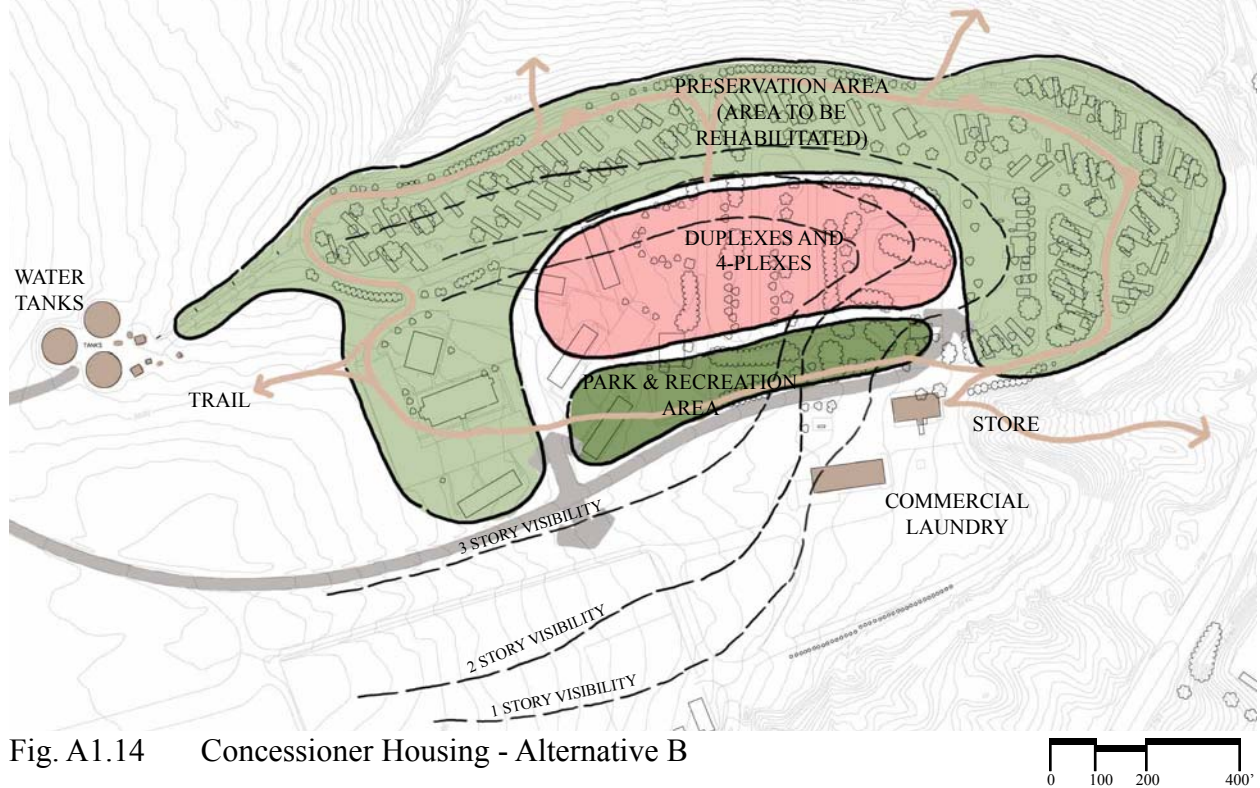 PRESERVATION AREA
(AREA TO BE
REHABILITATED)
DUPLEXES AND
4-PLEXES
WATER
TANKS
TANKS
TRAIL
PARK & RECREATION
AREA
STORE
COMMERCIAL
LAUNDRY
3 STORY VISIBILITY
2 STORY VISIBILITY
1 STORY VISIBILITY
Fig. A1.14 Concessioner Housing - Alternative B
0 100 200 400'